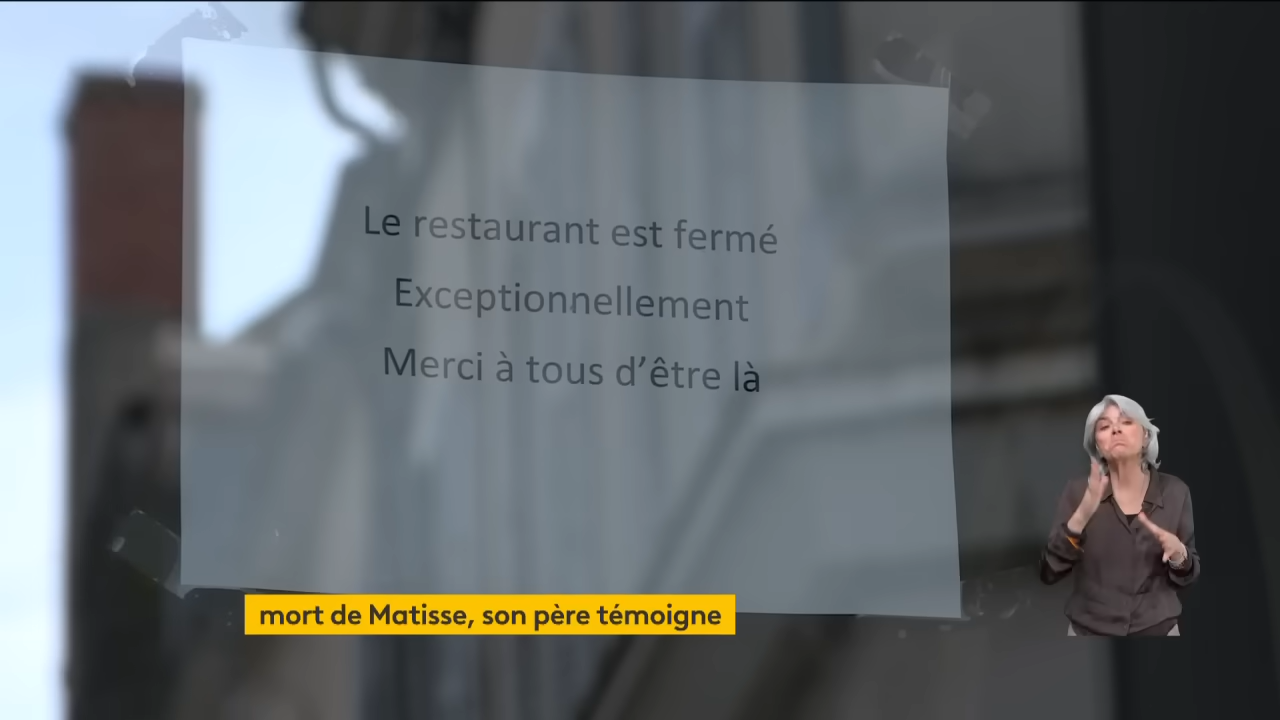 Le restaurant est fermé
Exceptionnellement
Merci à tous d'être là
mort de Matisse, son père témoigne